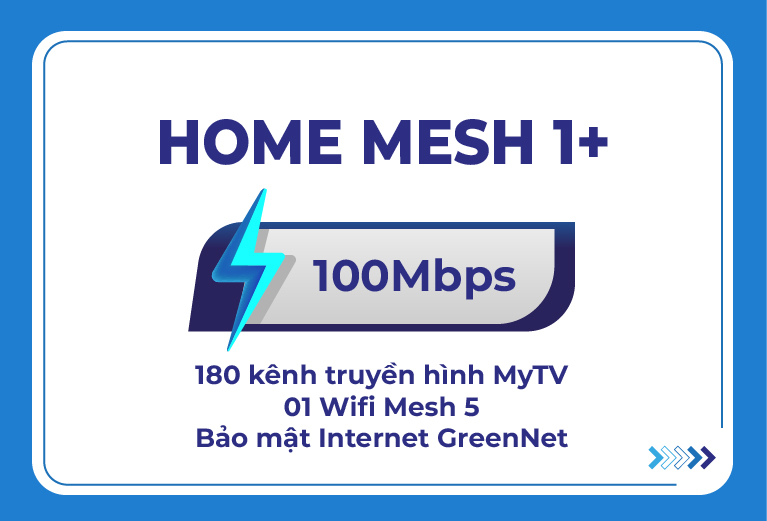 HOME MESH 1+
100Mbps
180 kênh truyền hình MyTV
01 Wifi Mesh 5
Bảo mật Internet GreenNet